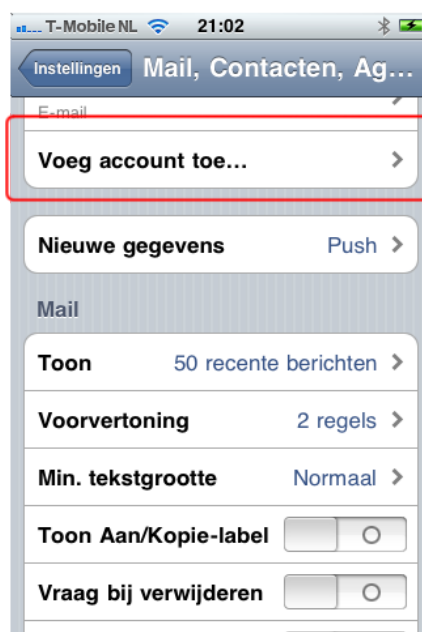 T-Mobile NL 21:02
Instellingen Mail, Contacten, Ag...
E-mail
Voeg account toe...
Nieuwe gegevens Push
Mail
Toon 50 recente berichten
Voorvertoning 2 regels
Min. tekstgrootte Normaal
Toon Aan/Kopie-label
Vraag bij verwijderen